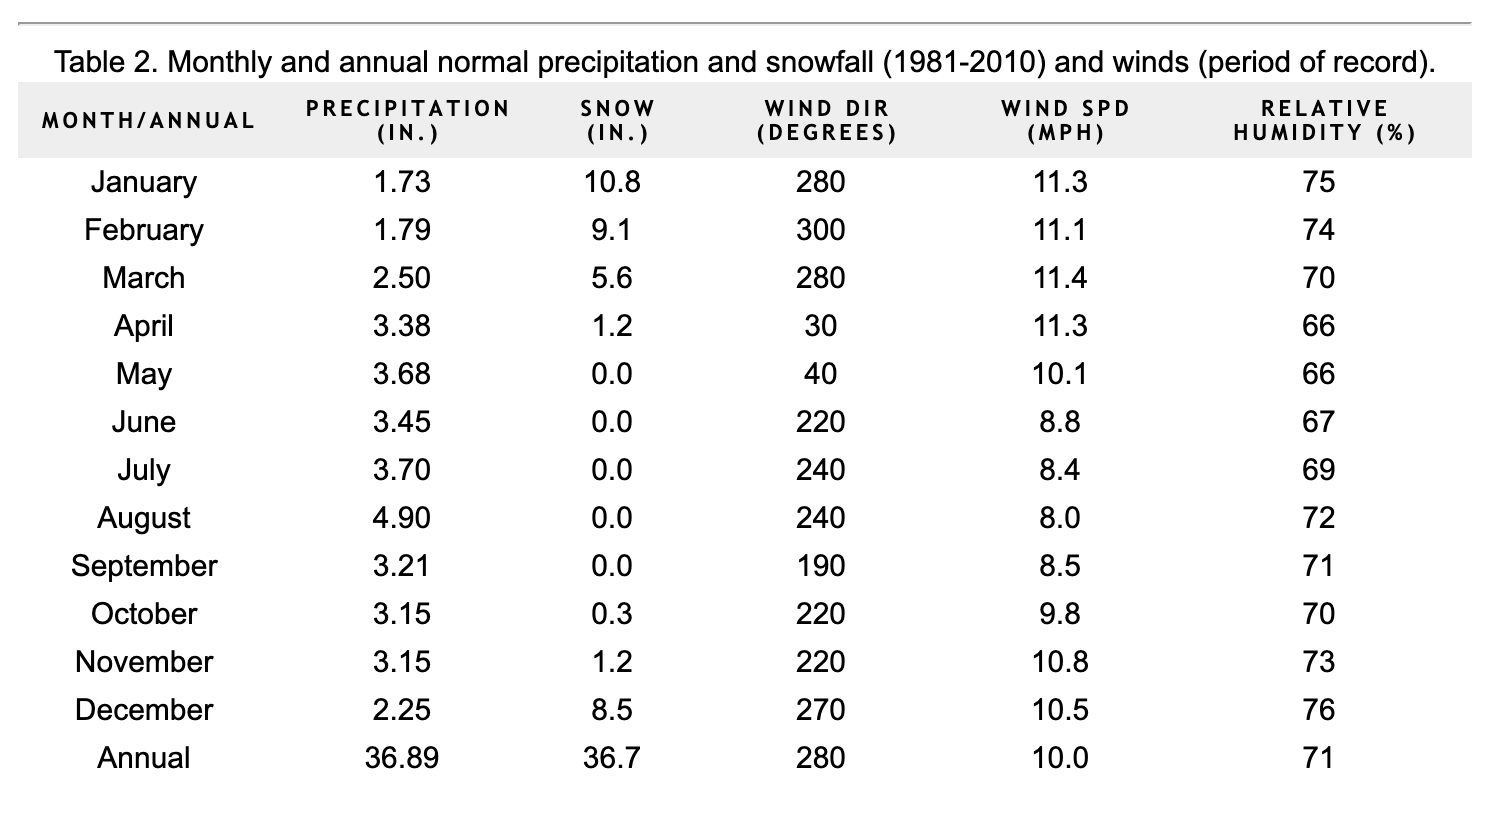 Table 2. Monthly and annual normal precipitation and snowfall (1981-2010) and winds (period of record).
MONTH/ANNUAL PRECIPITATION (IN.) SNOW (IN.) WIND DIR (DEGREES) WIND SPD (MPH) RELATIVE HUMIDITY (%)
January 1.73 10.8 280 11.3 75
February 1.79 9.1 300 11.1 74
March 2.50 5.6 280 11.4 70
April 3.38 1.2 30 11.3 66
May 3.68 0.0 40 10.1 66
June 3.45 0.0 220 8.8 67
July 3.70 0.0 240 8.4 69
August 4.90 0.0 240 8.0 72
September 3.21 0.0 190 8.5 71
October 3.15 0.3 220 9.8 70
November 3.15 1.2 220 10.8 73
December 2.25 8.5 270 10.5 76
Annual 36.89 36.7 280 10.0 71